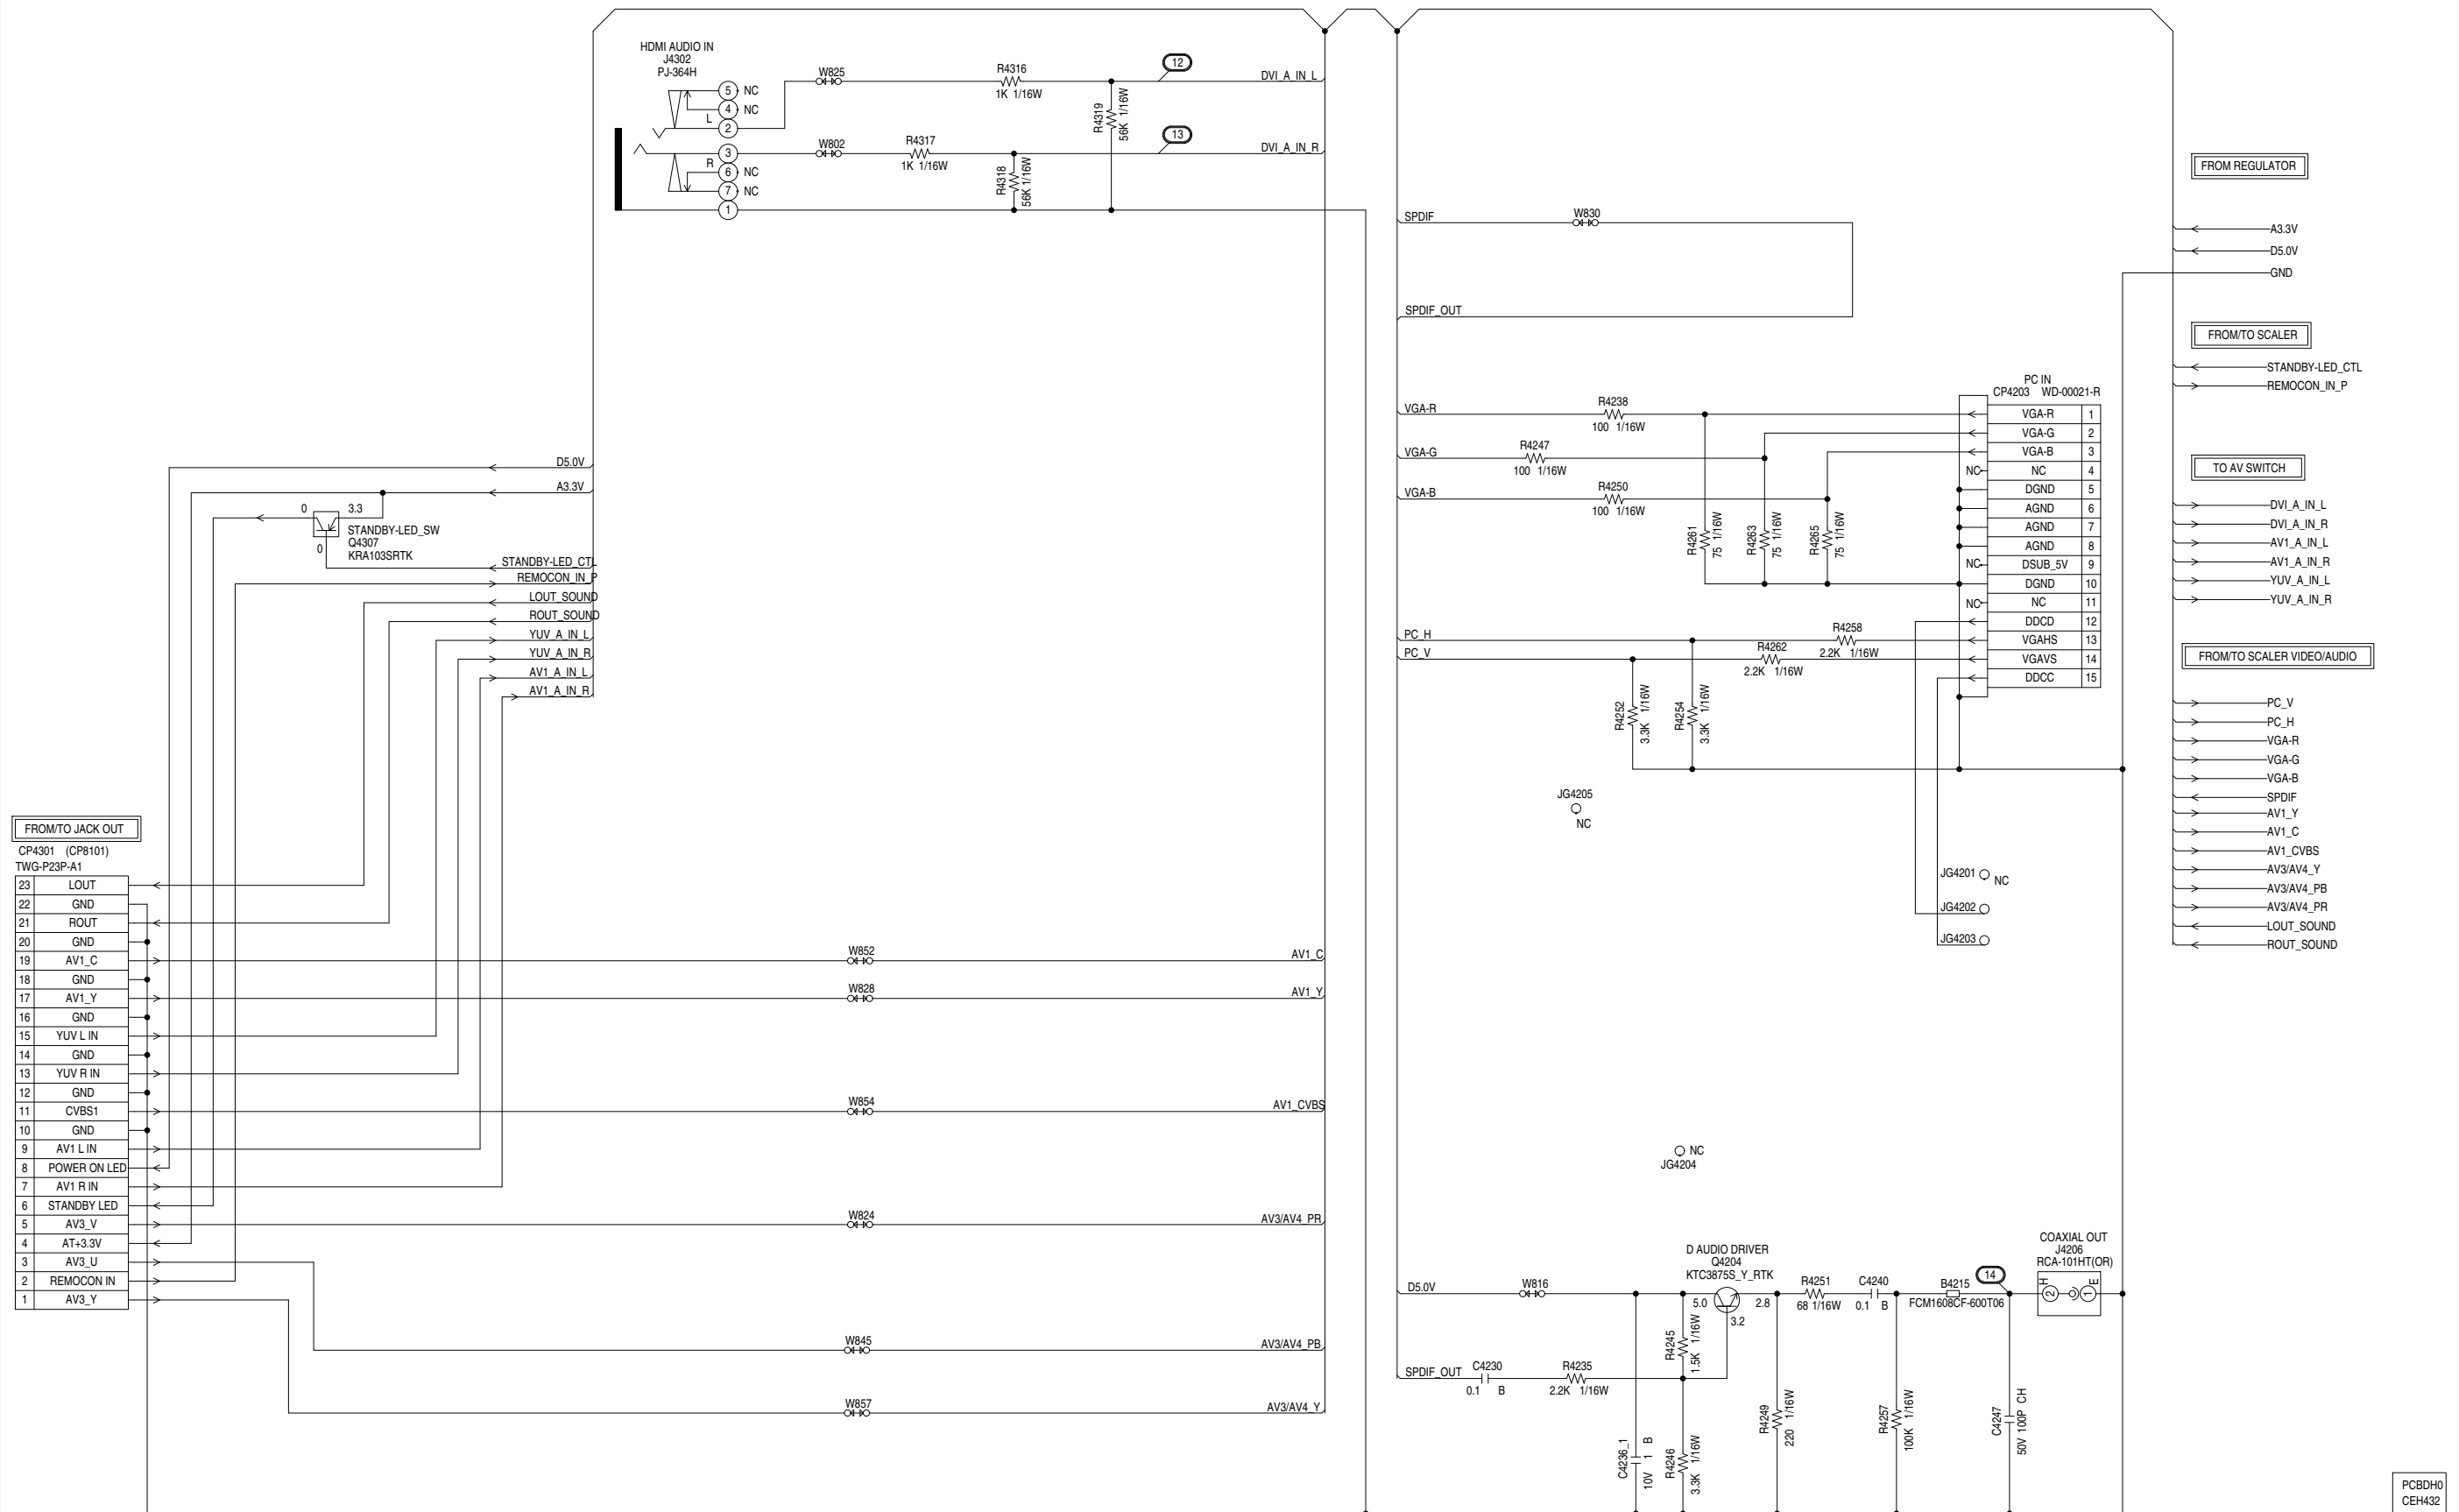 HDMI AUDIO IN
J4302
PJ-364H
5 NC
4 NC
L
2
3
R
6 NC
7 NC
1
W825
R4316
1K 1/16W
12
DVI_A_IN_L
R4319
56K 1/16W
W802
R4317
1K 1/16W
13
DVI_A_IN_R
R4318
56K 1/16W
D5.0V
A3.3V
0
3.3
0
STANDBY-LED_SW
Q4307
KRA103SRTK
STANDBY-LED_CTL
REMOCON_IN_P
LOUT_SOUND
ROUT_SOUND
YUV_A_IN_L
YUV_A_IN_R
AV1_A_IN_L
AV1_A_IN_R
FROM/TO JACK OUT
CP4301 (CP8101)
TWG-P23P-A1
23 LOUT
22 GND
21 ROUT
20 GND
19 AV1_C
18 GND
17 AV1_Y
16 GND
15 YUV L IN
14 GND
13 YUV R IN
12 GND
11 CVBS1
10 GND
9 AV1 L IN
8 POWER ON LED
7 AV1 R IN
6 STANDBY LED
5 AV3_V
4 AT+3.3V
3 AV3_U
2 REMOCON IN
1 AV3_Y
W852
AV1_C
W828
AV1_Y
W854
AV1_CVBS
W824
AV3/AV4_PR
W845
AV3/AV4_PB
W857
AV3/AV4_Y
SPDIF
W830
SPDIF_OUT
VGA-R
R4238
100 1/16W
VGA-G
R4247
100 1/16W
VGA-B
R4250
100 1/16W
R4261
75 1/16W
R4263
75 1/16W
R4265
75 1/16W
PC_H
R4258
2.2K 1/16W
PC_V
R4262
2.2K 1/16W
R4252
3.3K 1/16W
R4254
3.3K 1/16W
PC IN
CP4203 WD-00021-R
VGA-R 1
VGA-G 2
VGA-B 3
NC NC 4
DGND 5
AGND 6
AGND 7
AGND 8
NC DSUB_5V 9
DGND 10
NC NC 11
DDCD 12
VGAHS 13
VGAVS 14
DDCC 15
JG4205
NC
JG4201
NC
JG4202
JG4203
NC
JG4204
D5.0V
W816
D AUDIO DRIVER
Q4204
KTC3875S_Y_RTK
5.0
2.8
3.2
R4245
1.5K 1/16W
SPDIF_OUT
C4230
0.1 B
R4235
2.2K 1/16W
C4236_1
10V 1 B
R4246
3.3K 1/16W
R4249
220 1/16W
R4251
68 1/16W
C4240
0.1 B
R4257
100K 1/16W
B4215
FCM1608CF-600T06
14
C4247
50V 100P CH
COAXIAL OUT
J4206
RCA-101HT(OR)
H
E
2
1
FROM REGULATOR
A3.3V
D5.0V
GND
FROM/TO SCALER
STANDBY-LED_CTL
REMOCON_IN_P
TO AV SWITCH
DVI_A_IN_L
DVI_A_IN_R
AV1_A_IN_L
AV1_A_IN_R
YUV_A_IN_L
YUV_A_IN_R
FROM/TO SCALER VIDEO/AUDIO
PC_V
PC_H
VGA-R
VGA-G
VGA-B
SPDIF
AV1_Y
AV1_C
AV1_CVBS
AV3/AV4_Y
AV3/AV4_PB
AV3/AV4_PR
LOUT_SOUND
ROUT_SOUND
PCBDH0
CEH432